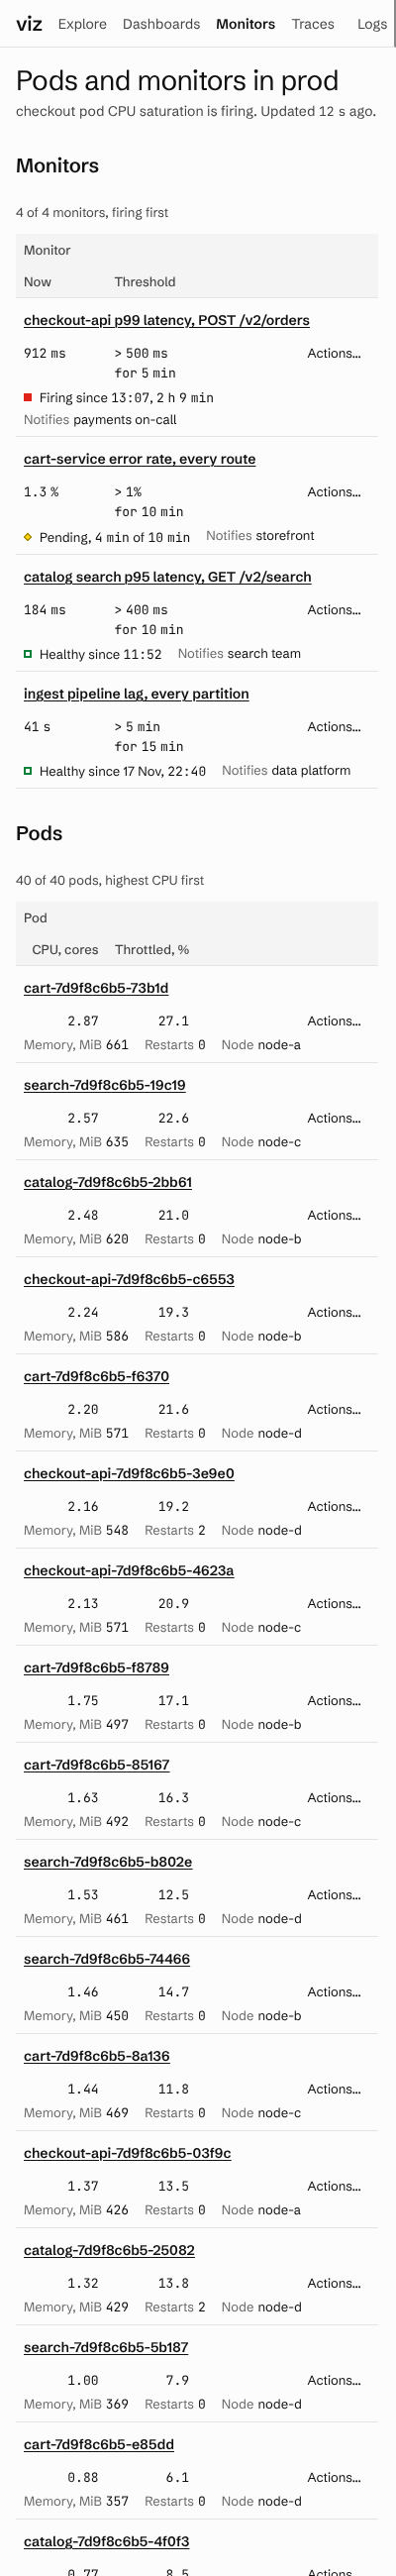 viz Explore Dashboards Monitors Traces Logs
Pods and monitors in prod
checkout pod CPU saturation is firing. Updated 12 s ago.
Monitors
4 of 4 monitors, firing first
Monitor
Now Threshold
checkout-api p99 latency, POST /v2/orders
912 ms > 500 ms Actions…
for 5 min
Firing since 13:07, 2 h 9 min
Notifies payments on-call
cart-service error rate, every route
1.3 % > 1% Actions…
for 10 min
Pending, 4 min of 10 min Notifies storefront
catalog search p95 latency, GET /v2/search
184 ms > 400 ms Actions…
for 10 min
Healthy since 11:52 Notifies search team
ingest pipeline lag, every partition
41 s > 5 min Actions…
for 15 min
Healthy since 17 Nov, 22:40 Notifies data platform
Pods
40 of 40 pods, highest CPU first
Pod
CPU, cores Throttled, %
cart-7d9f8c6b5-73b1d
2.87 27.1 Actions…
Memory, MiB 661 Restarts 0 Node node-a
search-7d9f8c6b5-19c19
2.57 22.6 Actions…
Memory, MiB 635 Restarts 0 Node node-c
catalog-7d9f8c6b5-2bb61
2.48 21.0 Actions…
Memory, MiB 620 Restarts 0 Node node-b
checkout-api-7d9f8c6b5-c6553
2.24 19.3 Actions…
Memory, MiB 586 Restarts 0 Node node-b
cart-7d9f8c6b5-f6370
2.20 21.6 Actions…
Memory, MiB 571 Restarts 0 Node node-d
checkout-api-7d9f8c6b5-3e9e0
2.16 19.2 Actions…
Memory, MiB 548 Restarts 2 Node node-d
checkout-api-7d9f8c6b5-4623a
2.13 20.9 Actions…
Memory, MiB 571 Restarts 0 Node node-c
cart-7d9f8c6b5-f8789
1.75 17.1 Actions…
Memory, MiB 497 Restarts 0 Node node-b
cart-7d9f8c6b5-85167
1.63 16.3 Actions…
Memory, MiB 492 Restarts 0 Node node-c
search-7d9f8c6b5-b802e
1.53 12.5 Actions…
Memory, MiB 461 Restarts 0 Node node-d
search-7d9f8c6b5-74466
1.46 14.7 Actions…
Memory, MiB 450 Restarts 0 Node node-b
cart-7d9f8c6b5-8a136
1.44 11.8 Actions…
Memory, MiB 469 Restarts 0 Node node-c
checkout-api-7d9f8c6b5-03f9c
1.37 13.5 Actions…
Memory, MiB 426 Restarts 0 Node node-a
catalog-7d9f8c6b5-25082
1.32 13.8 Actions…
Memory, MiB 429 Restarts 2 Node node-d
search-7d9f8c6b5-5b187
1.00 7.9 Actions…
Memory, MiB 369 Restarts 0 Node node-d
cart-7d9f8c6b5-e85dd
0.88 6.1 Actions…
Memory, MiB 357 Restarts 0 Node node-d
catalog-7d9f8c6b5-4f0f3
0.77 8.5 Actions…